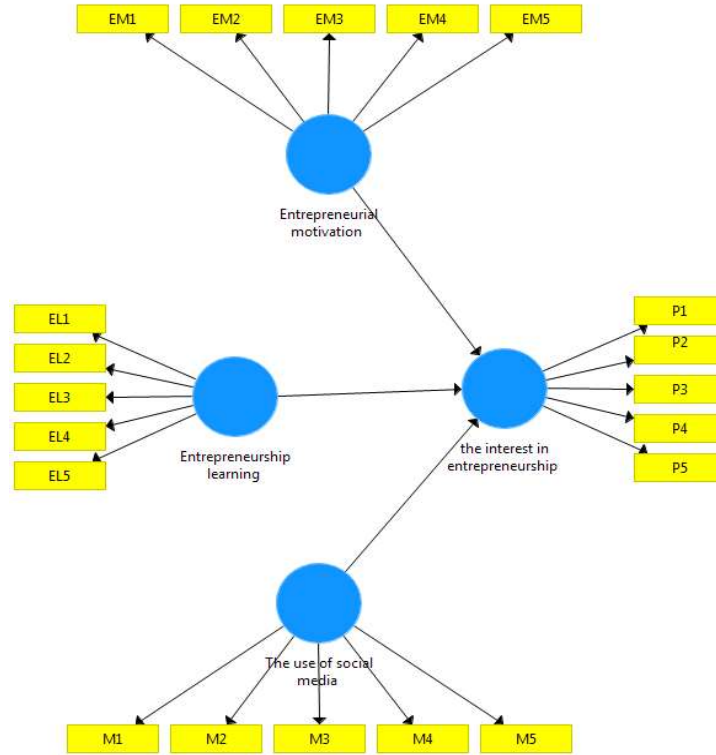 EM1 EM2 EM3 EM4 EM5
Entrepreneurial
motivation
EL1
EL2
EL3
EL4
EL5
Entrepreneurship
learning
the interest in
entrepreneurship
P1
P2
P3
P4
P5
The use of social
media
M1 M2 M3 M4 M5